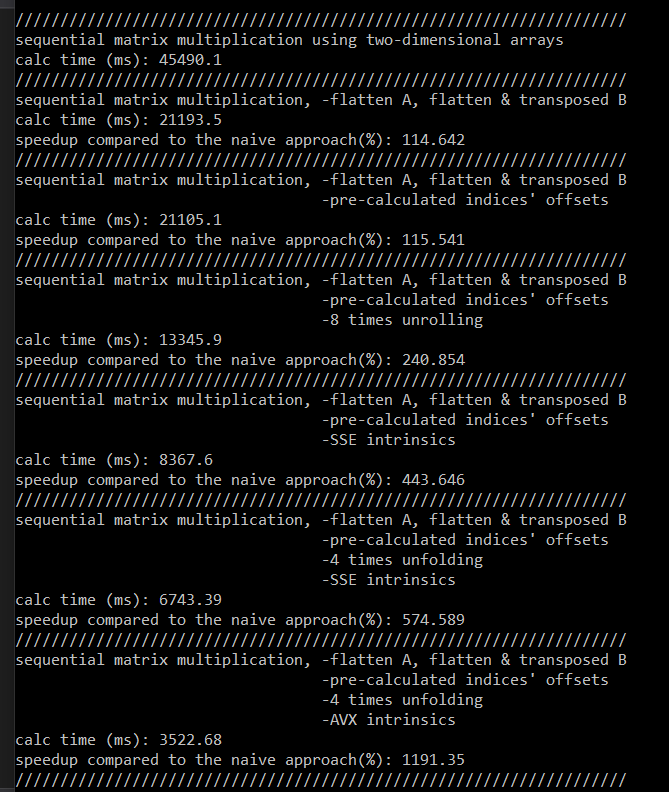 ////////////////////////////////////////////////////////////////////
sequential matrix multiplication using two-dimensional arrays
calc time (ms): 45490.1
////////////////////////////////////////////////////////////////////
sequential matrix multiplication, -flatten A, flatten & transposed B
calc time (ms): 21193.5
speedup compared to the naive approach(%): 114.642
////////////////////////////////////////////////////////////////////
sequential matrix multiplication, -flatten A, flatten & transposed B
-pre-calculated indices' offsets
calc time (ms): 21105.1
speedup compared to the naive approach(%): 115.541
////////////////////////////////////////////////////////////////////
sequential matrix multiplication, -flatten A, flatten & transposed B
-pre-calculated indices' offsets
-8 times unrolling
calc time (ms): 13345.9
speedup compared to the naive approach(%): 240.854
////////////////////////////////////////////////////////////////////
sequential matrix multiplication, -flatten A, flatten & transposed B
-pre-calculated indices' offsets
-SSE intrinsics
calc time (ms): 8367.6
speedup compared to the naive approach(%): 443.646
////////////////////////////////////////////////////////////////////
sequential matrix multiplication, -flatten A, flatten & transposed B
-pre-calculated indices' offsets
-4 times unfolding
-SSE intrinsics
calc time (ms): 6743.39
speedup compared to the naive approach(%): 574.589
////////////////////////////////////////////////////////////////////
sequential matrix multiplication, -flatten A, flatten & transposed B
-pre-calculated indices' offsets
-4 times unfolding
-AVX intrinsics
calc time (ms): 3522.68
speedup compared to the naive approach(%): 1191.35
////////////////////////////////////////////////////////////////////